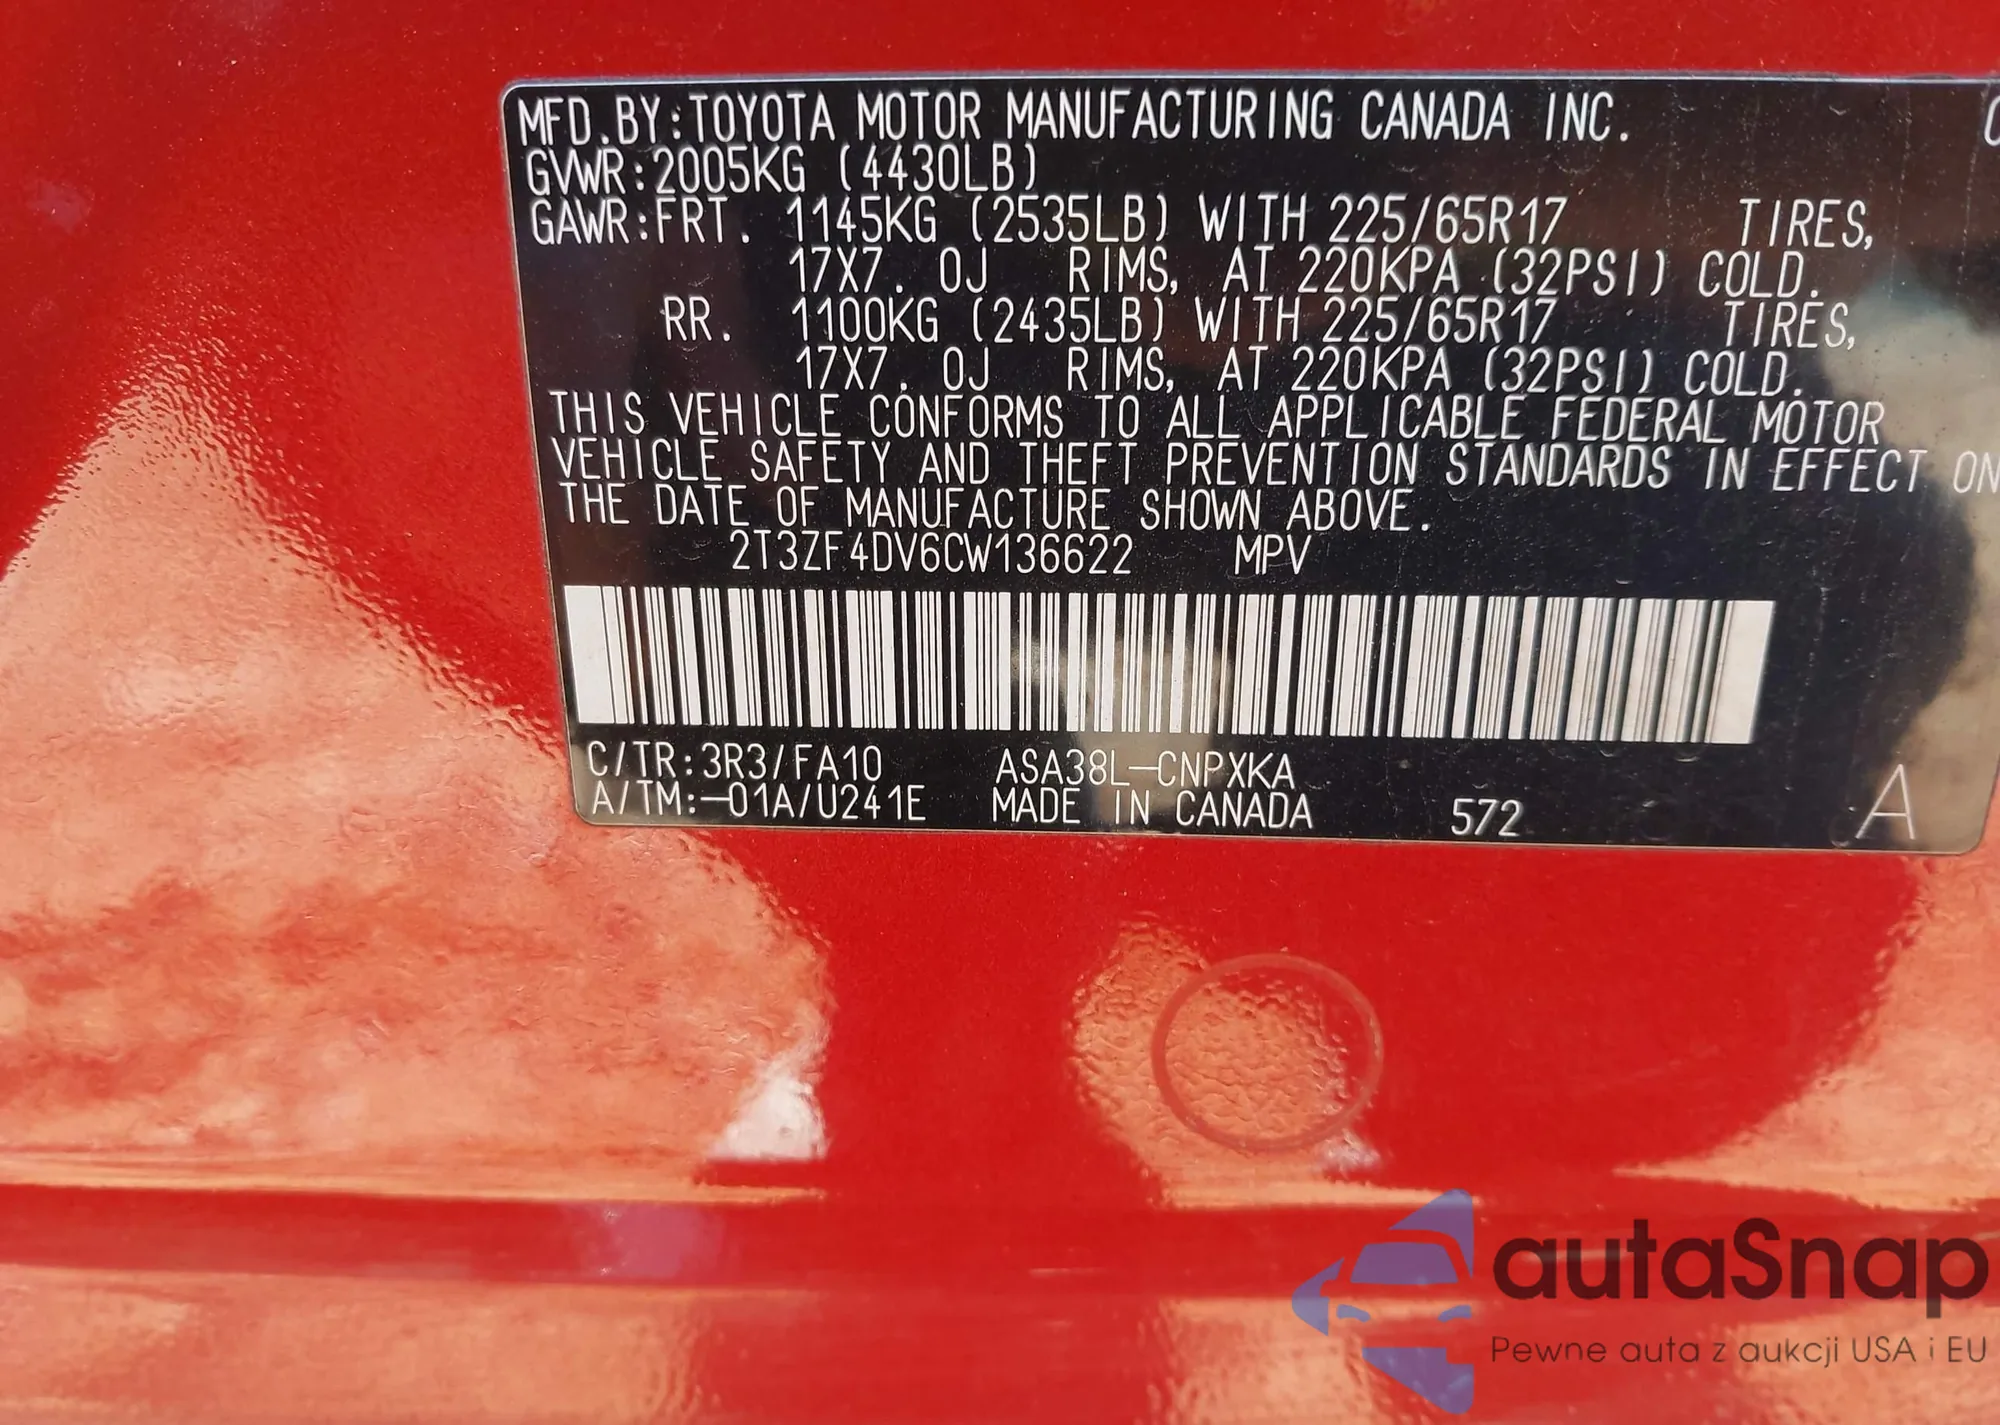 MFD.BY:TOYOTA MOTOR MANUFACTURING CANADA INC.
GVWR:2005KG (4430LB)
GAWR:FRT. 1145KG (2535LB) WITH 225/65R17 TIRES,
17X7.0J RIMS, AT 220KPA (32PSI) COLD.
RR. 1100KG (2435LB) WITH 225/65R17 TIRES,
17X7.0J RIMS, AT 220KPA (32PSI) COLD.
THIS VEHICLE CONFORMS TO ALL APPLICABLE FEDERAL MOTOR
VEHICLE SAFETY AND THEFT PREVENTION STANDARDS IN EFFECT ON
THE DATE OF MANUFACTURE SHOWN ABOVE.
2T3ZF4DV6CW136622 MPV
C/TR:3R3/FA10 ASA38L-CNPXKA
A/TM:-01A/U241E MADE IN CANADA 572 A
autaSnap
Pewne auta z aukcji USA i EU